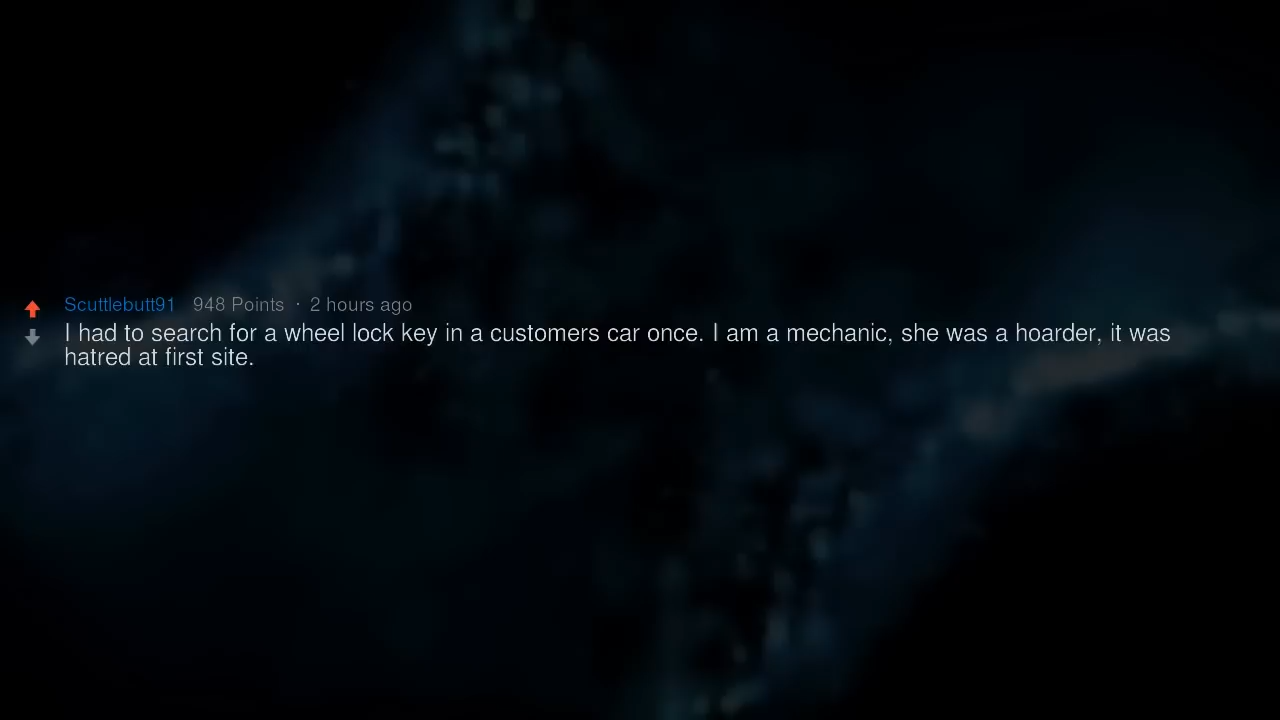 Scuttlebutt91 948 Points · 2 hours ago
I had to search for a wheel lock key in a customers car once. I am a mechanic, she was a hoarder, it was
hatred at first site.